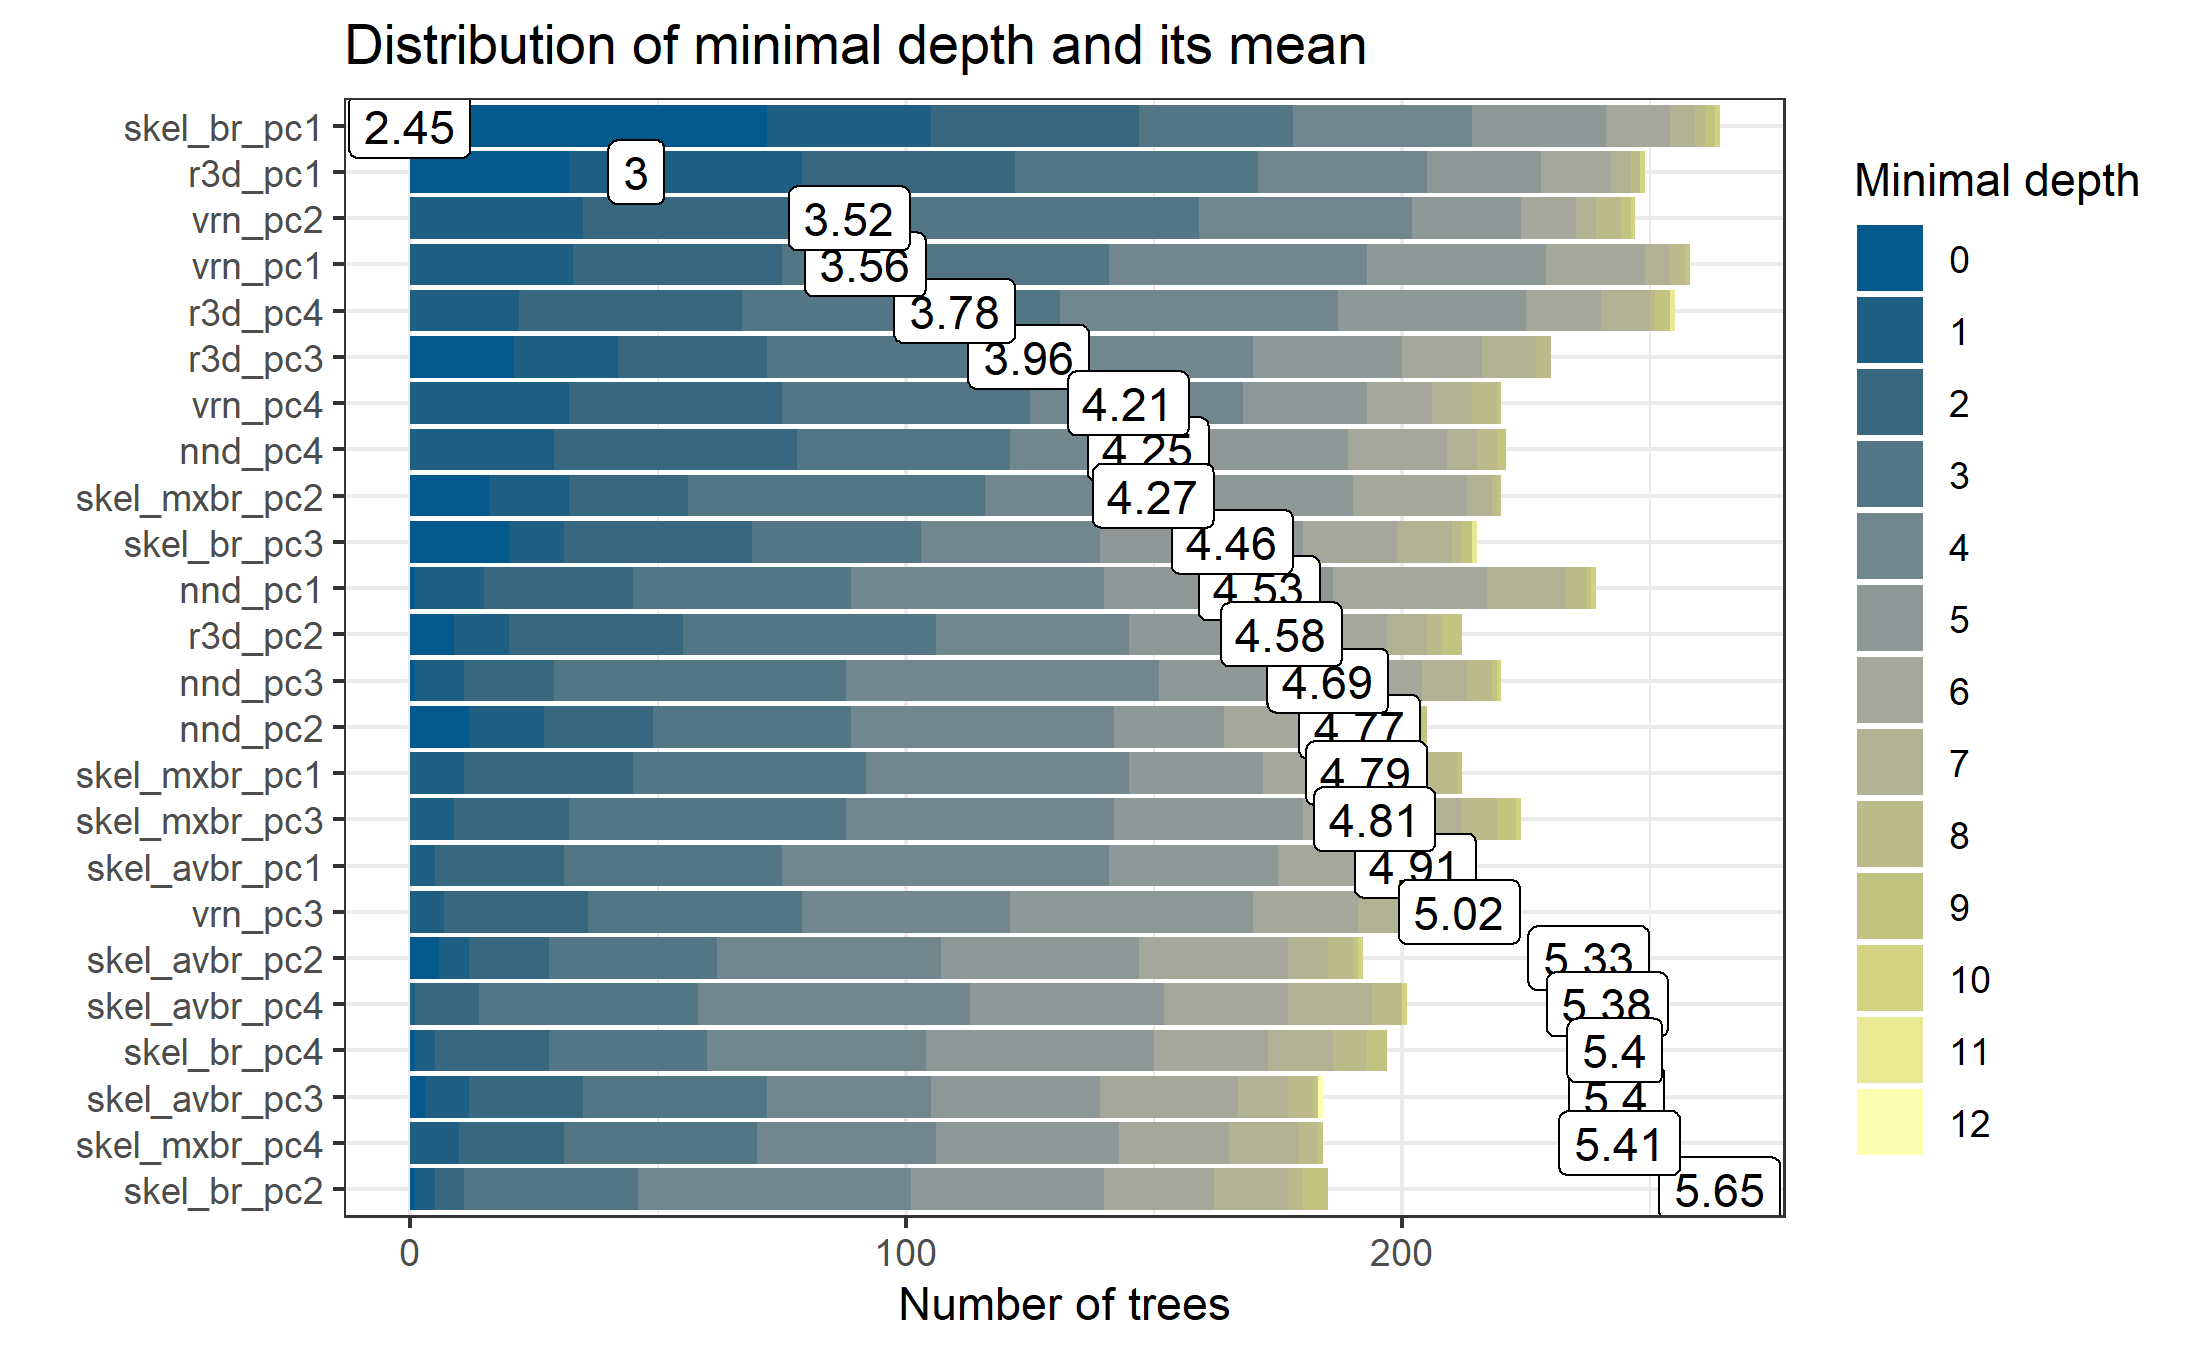 Distribution of minimal depth and its mean
skel_br_pc1 2.45
r3d_pc1 3
vrn_pc2 3.52
vrn_pc1 3.56
r3d_pc4 3.78
r3d_pc3 3.96
vrn_pc4 4.21
nnd_pc4 4.25
skel_mxbr_pc2 4.27
skel_br_pc3 4.46
nnd_pc1 4.53
r3d_pc2 4.58
nnd_pc3 4.69
nnd_pc2 4.77
skel_mxbr_pc1 4.79
skel_mxbr_pc3 4.81
skel_avbr_pc1 4.91
vrn_pc3 5.02
skel_avbr_pc2 5.33
skel_avbr_pc4 5.38
skel_br_pc4 5.4
skel_avbr_pc3 5.4
skel_mxbr_pc4 5.41
skel_br_pc2 5.65
0 100 200
Number of trees
Minimal depth
0
1
2
3
4
5
6
7
8
9
10
11
12